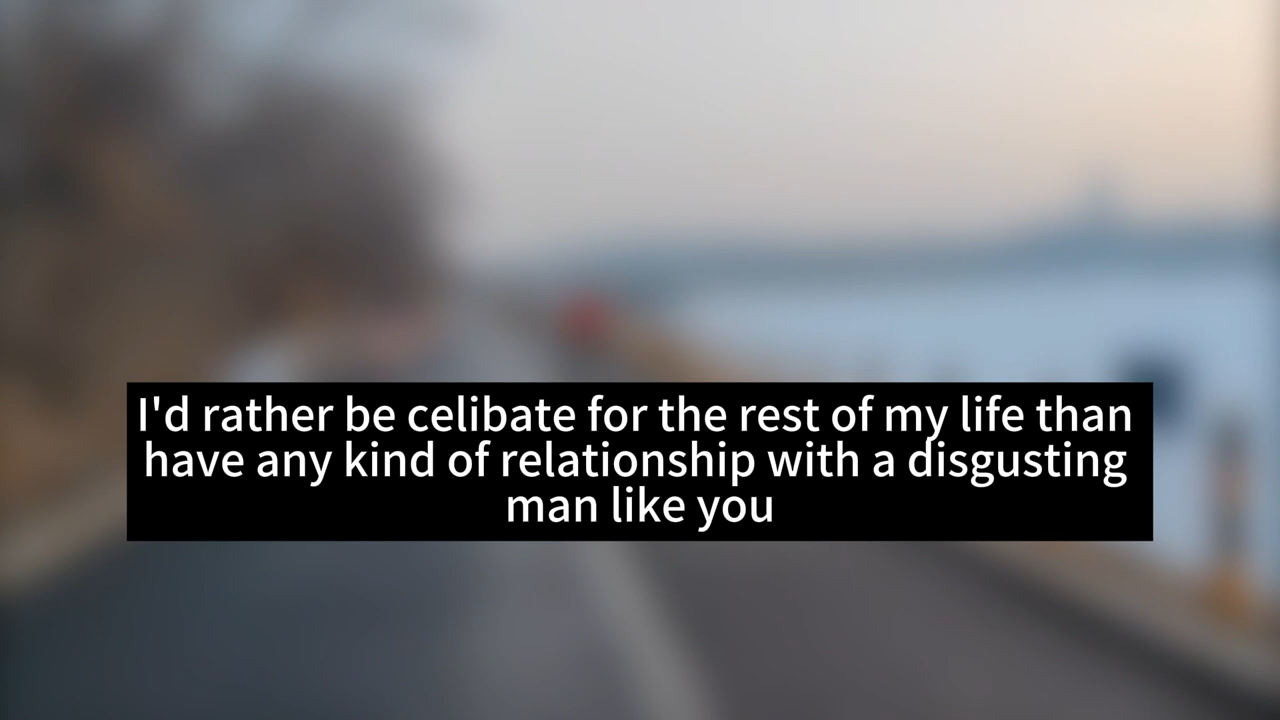 I'd rather be celibate for the rest of my life than
have any kind of relationship with a disgusting
man like you